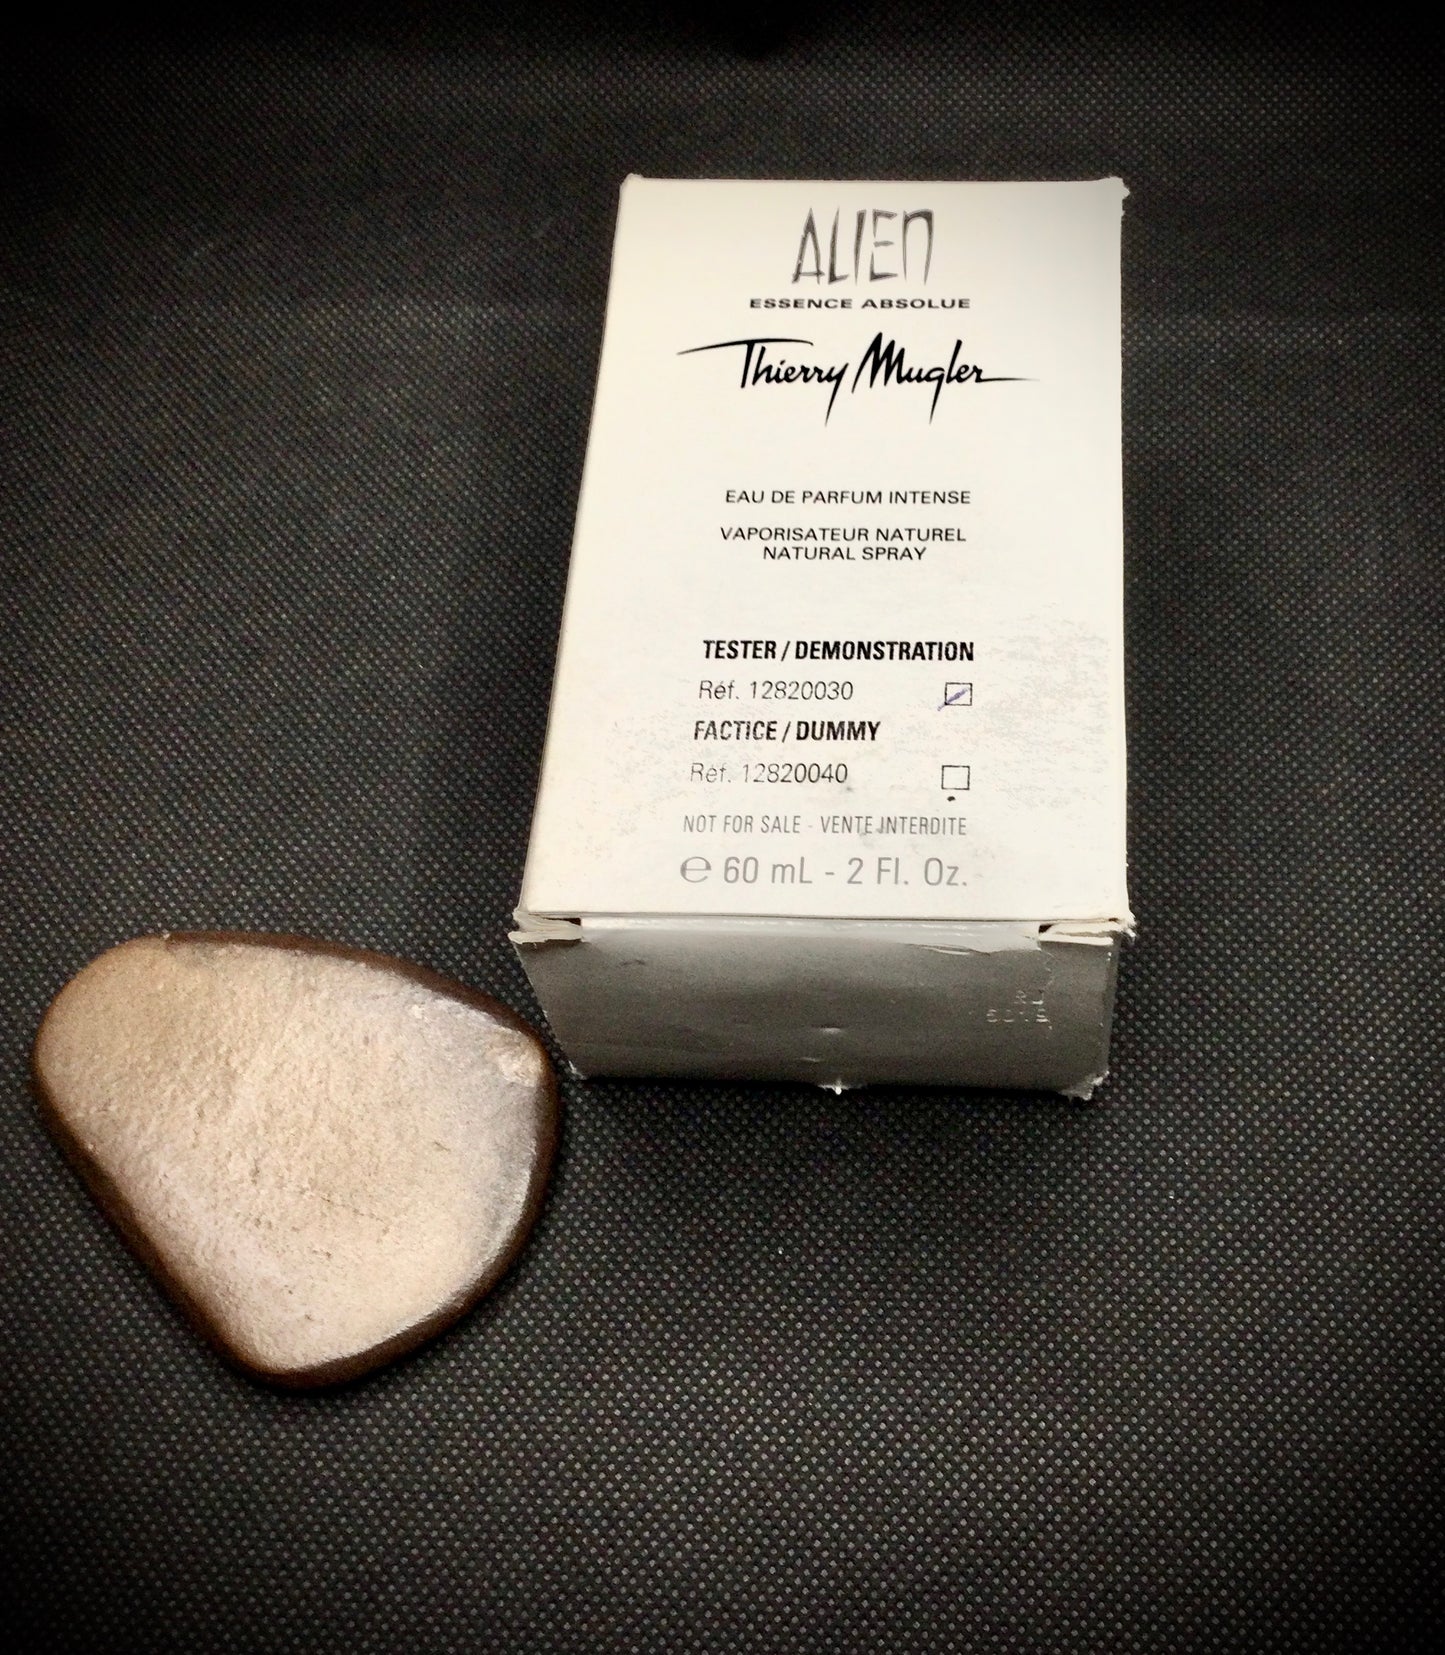 ALIEN
ESSENCE ABSOLUE
Thierry Mugler
EAU DE PARFUM INTENSE
VAPORISATEUR NATUREL
NATURAL SPRAY
TESTER / DEMONSTRATION
Réf. 12820030
FACTICE / DUMMY
Réf. 12820040
NOT FOR SALE - VENTE INTERDITE
℮ 60 mL - 2 Fl. Oz.